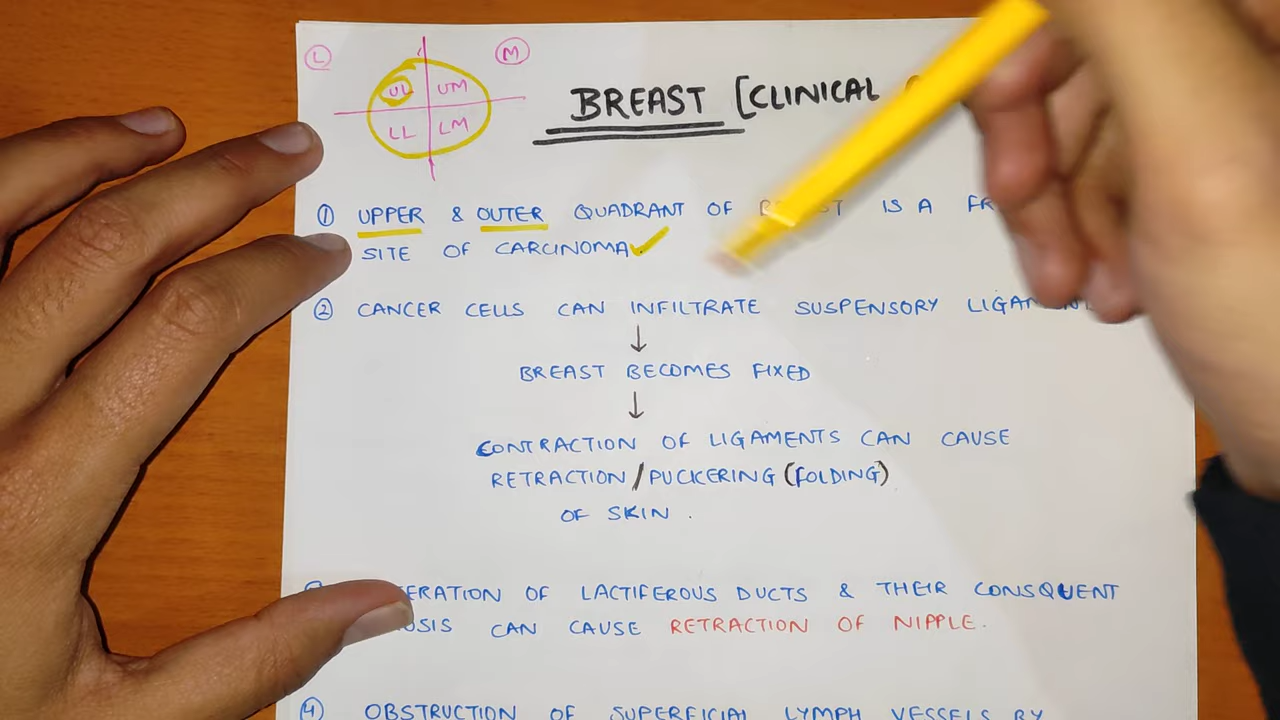 L M
UL UM
LL LM
BREAST [CLINICAL
① UPPER & OUTER QUADRANT OF IS A
SITE OF CARCINOMA
② CANCER CELLS CAN INFILTRATE SUSPENSORY
↓
BREAST BECOMES FIXED
↓
CONTRACTION OF LIGAMENTS CAN CAUSE
RETRACTION/PUCKERING (FOLDING)
OF SKIN .
OF LACTIFEROUS DUCTS & THEIR CONSQUENT
CAN CAUSE RETRACTION OF NIPPLE.
④ OBSTRUCTION OF SUPERFICIAL LYMPH VESSELS BY